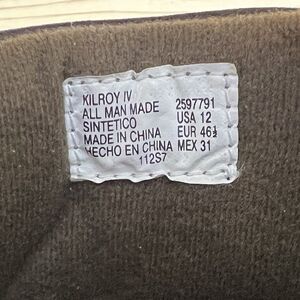 KILROY IV
ALL MAN MADE 2597791
SINTETICO USA 12
MADE IN CHINA EUR 46½
HECHO EN CHINA MEX 31
112S7